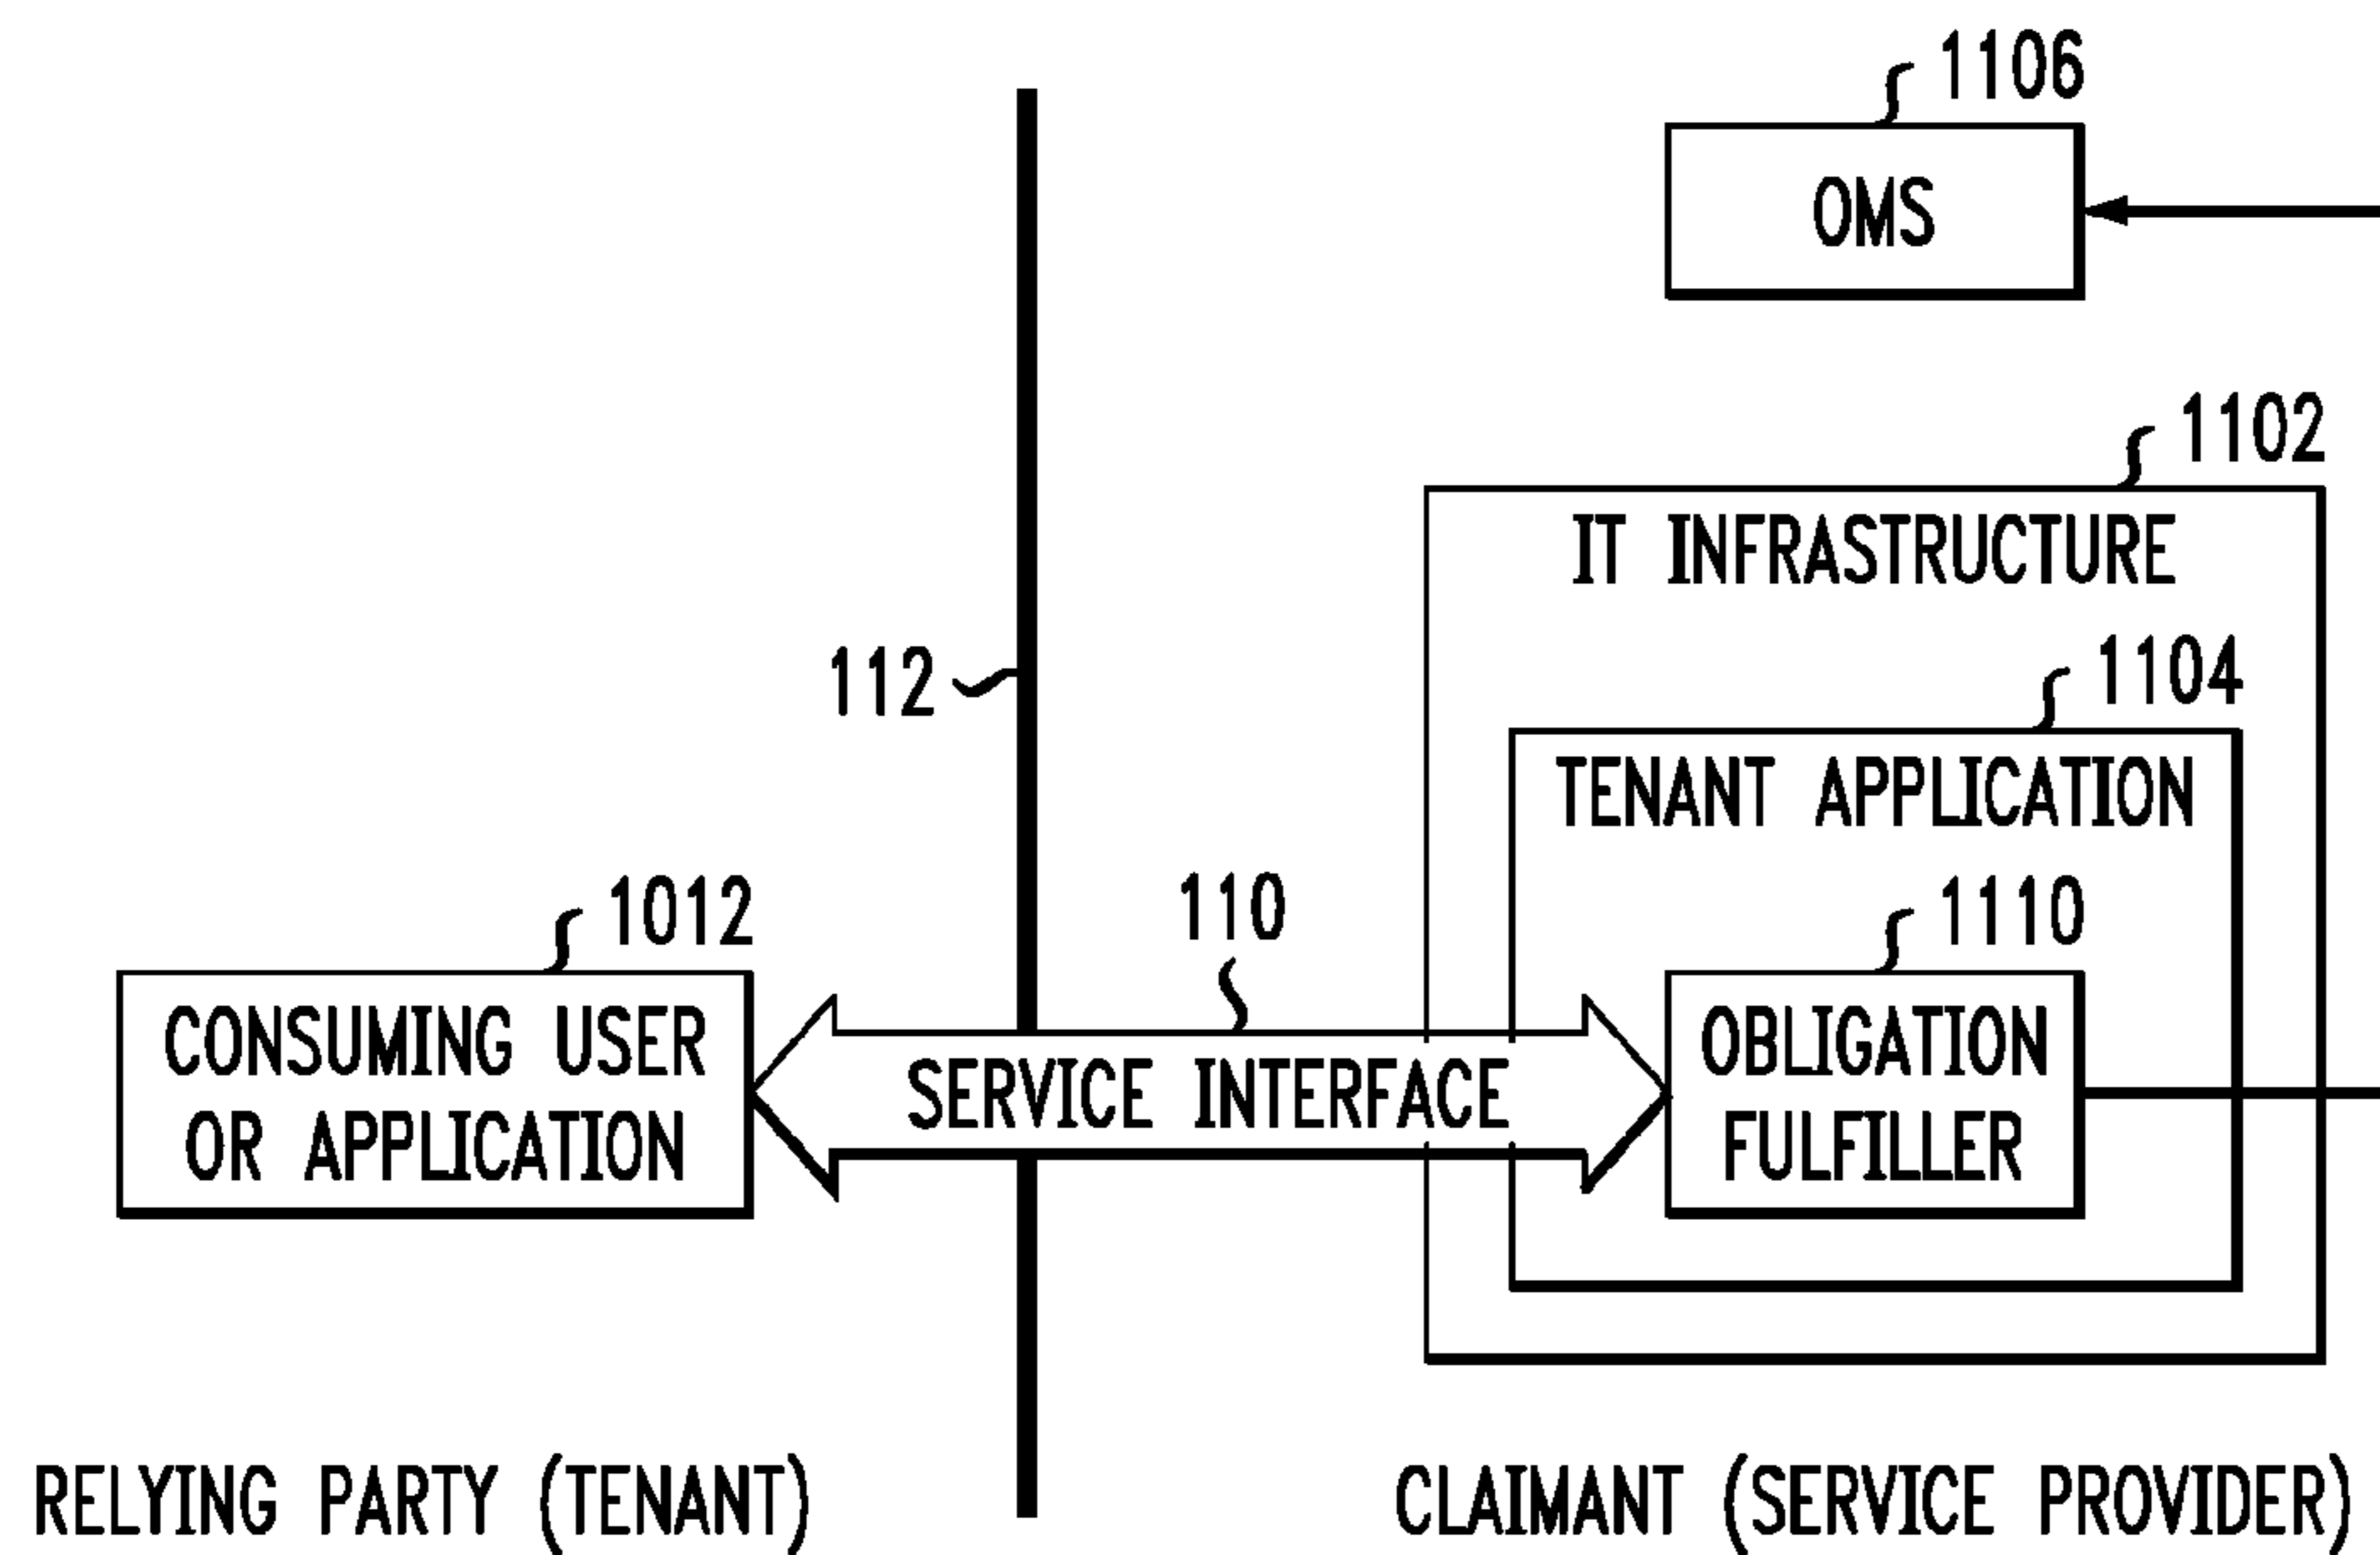 1106
OMS
1102
IT INFRASTRUCTURE
112
1104
TENANT APPLICATION
1012
110
1110
CONSUMING USER
OR APPLICATION
SERVICE INTERFACE
OBLIGATION
FULFILLER
RELYING PARTY (TENANT)
CLAIMANT (SERVICE PROVIDER)